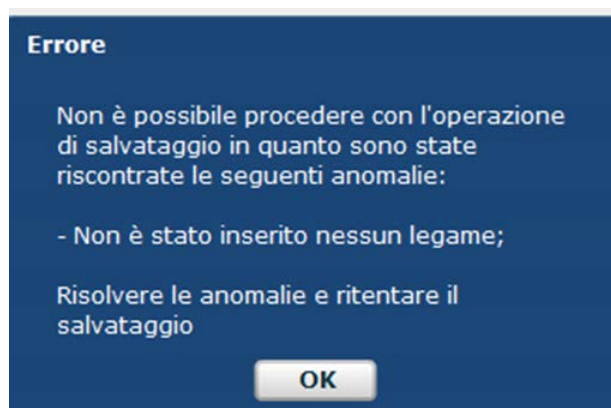 Errore
Non è possibile procedere con l'operazione
di salvataggio in quanto sono state
riscontrate le seguenti anomalie:
- Non è stato inserito nessun legame;
Risolvere le anomalie e ritentare il
salvataggio
OK